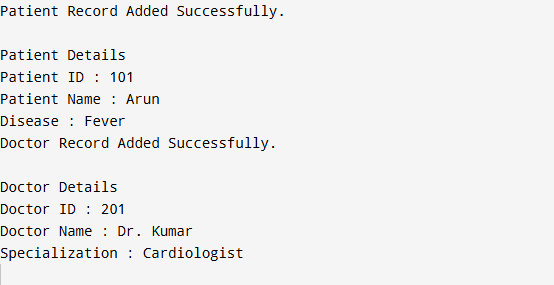 Patient Record Added Successfully.

Patient Details
Patient ID : 101
Patient Name : Arun
Disease : Fever
Doctor Record Added Successfully.

Doctor Details
Doctor ID : 201
Doctor Name : Dr. Kumar
Specialization : Cardiologist